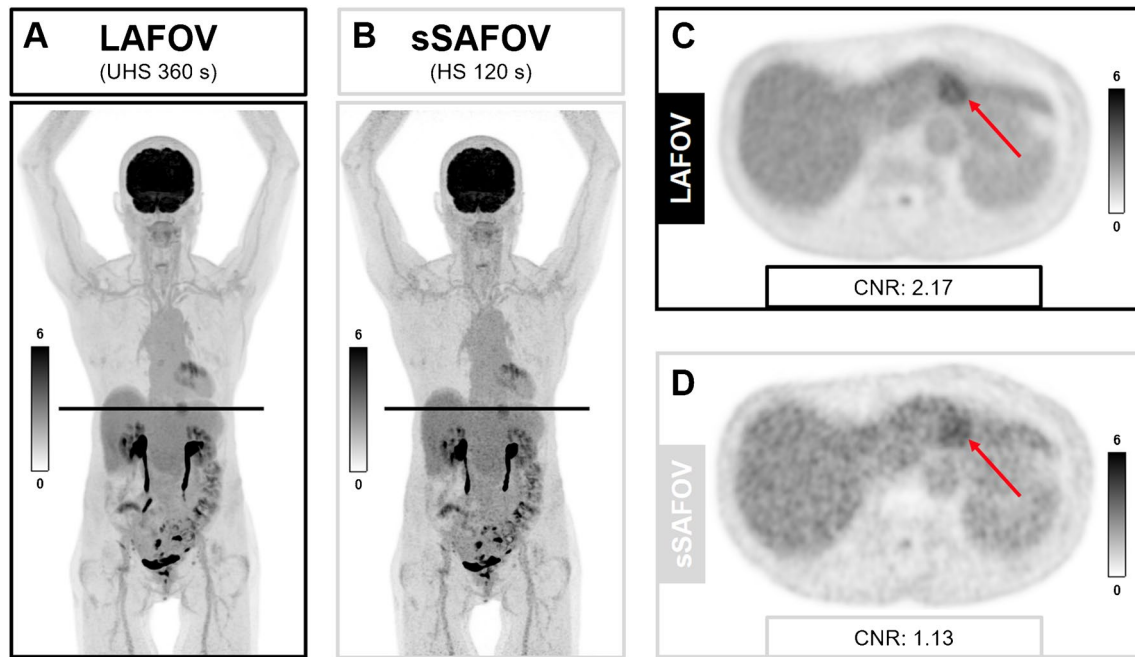 A LAFOV
(UHS 360 s)
6
0
B sSAFOV
(HS 120 s)
6
0
C
LAFOV
6
0
CNR: 2.17
D
sSAFOV
6
0
CNR: 1.13